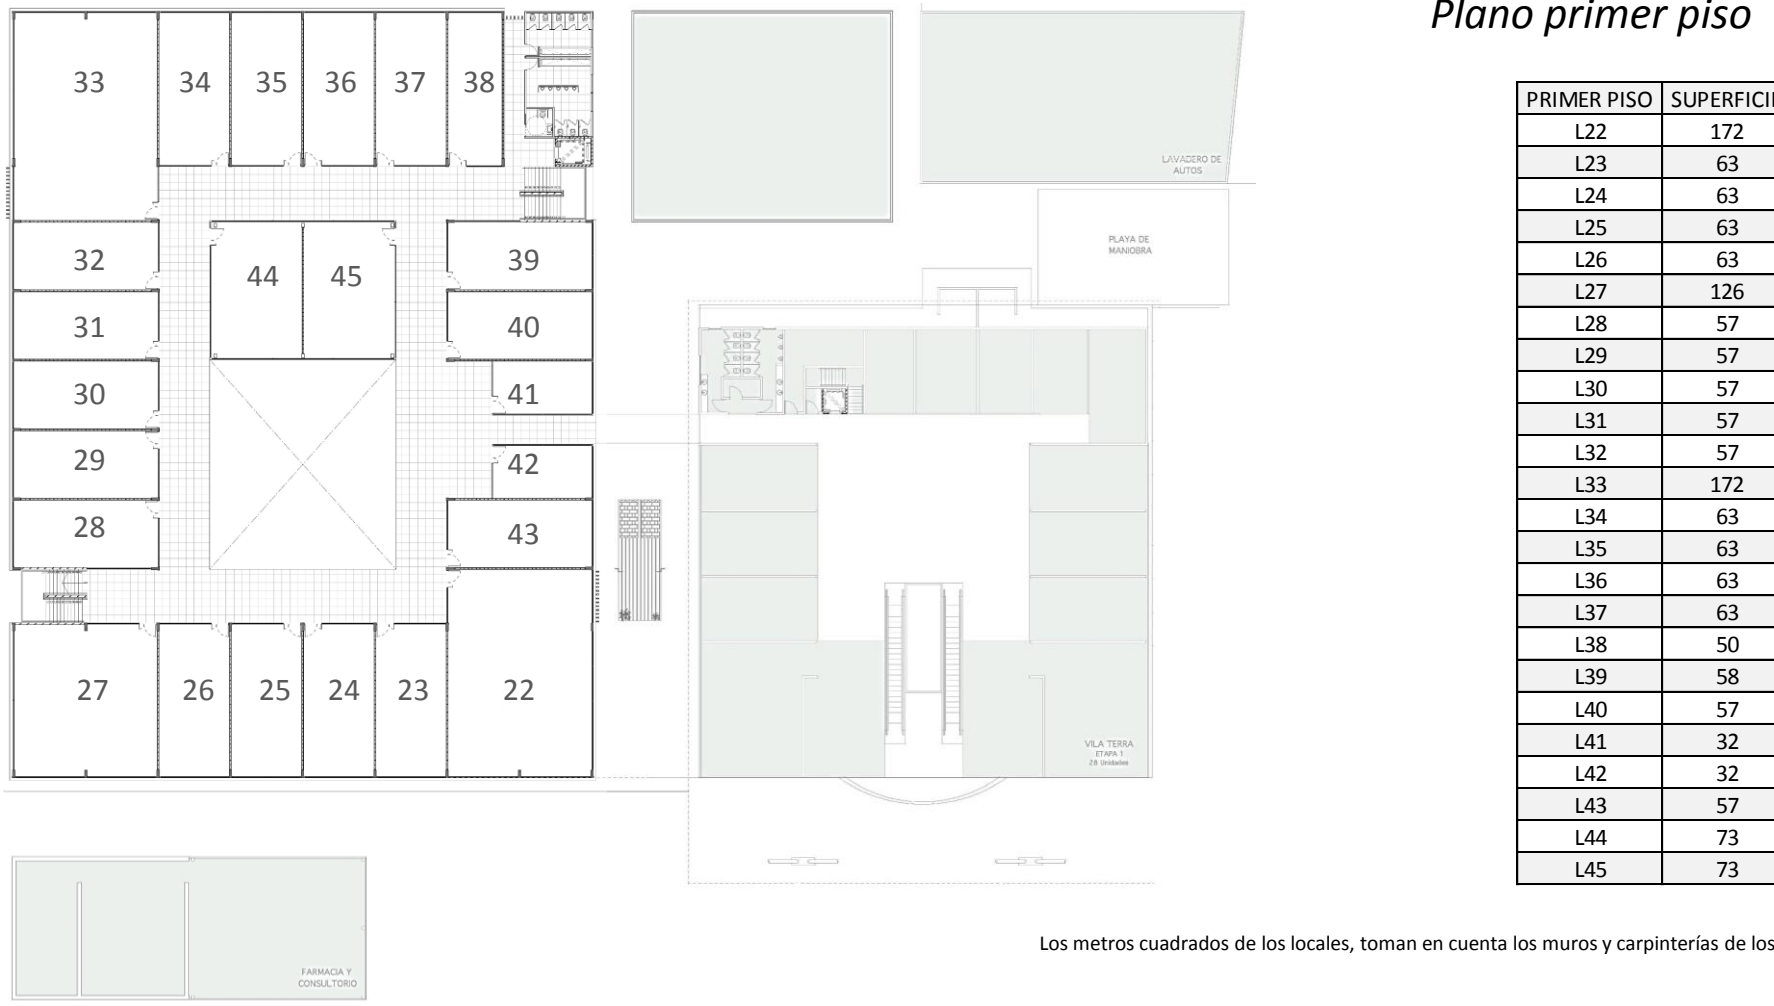 Plano primer piso
33
34
35
36
37
38
32
44
45
39
31
40
30
41
29
42
28
43
27
26
25
24
23
22
LAVADERO DE
AUTOS
PLAYA DE
MANIOBRA
VILA TERRA
ETAPA 1
28 Unidades
FARMACIA Y
CONSULTORIO
PRIMER PISO SUPERFICI
L22 172
L23 63
L24 63
L25 63
L26 63
L27 126
L28 57
L29 57
L30 57
L31 57
L32 57
L33 172
L34 63
L35 63
L36 63
L37 63
L38 50
L39 58
L40 57
L41 32
L42 32
L43 57
L44 73
L45 73
Los metros cuadrados de los locales, toman en cuenta los muros y carpinterías de los